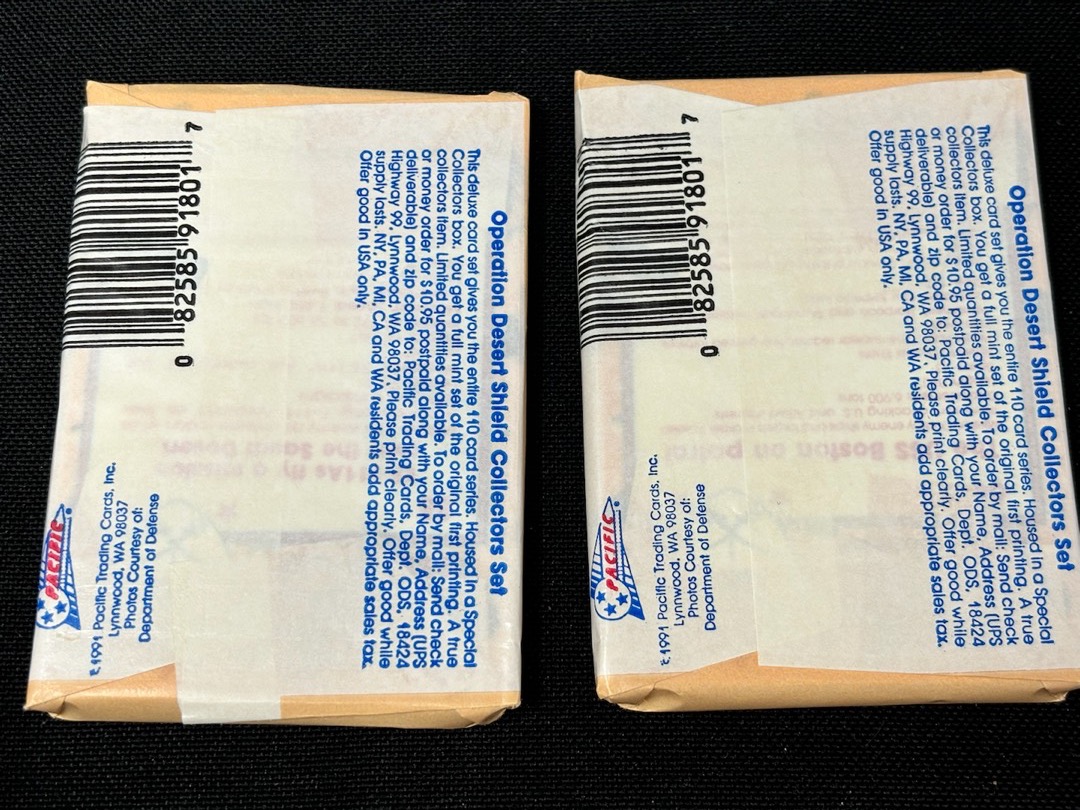 Operation Desert Shield Collectors Set
This deluxe card set gives you the entire 110 card series. Housed in a Special
Collectors box. You get a full mint set of the original first printing. A true
collectors item. Limited quantities available. To order by mail: Send check
or money order for $10.95 postpaid along with your Name, Address (UPS
deliverable) and zip code to: Pacific Trading Cards, Dept. ODS, 18424
Highway 99, Lynnwood, WA 98037. Please print clearly. Offer good while
supply lasts. NY, PA, MI, CA and WA residents add appropriate sales tax.
Offer good in USA only.
0 82585 91801 7
PACIFIC
©1991 Pacific Trading Cards, Inc.
Lynnwood, WA 98037
Photos Courtesy of:
Department of Defense
Operation Desert Shield Collectors Set
This deluxe card set gives you the entire 110 card series. Housed in a Special
Collectors box. You get a full mint set of the original first printing. A true
collectors item. Limited quantities available. To order by mail: Send check
or money order for $10.95 postpaid along with your Name, Address (UPS
deliverable) and zip code to: Pacific Trading Cards, Dept. ODS, 18424
Highway 99, Lynnwood, WA 98037. Please print clearly. Offer good while
supply lasts. NY, PA, MI, CA and WA residents add appropriate sales tax.
Offer good in USA only.
0 82585 91801 7
PACIFIC
©1991 Pacific Trading Cards, Inc.
Lynnwood, WA 98037
Photos Courtesy of:
Department of Defense
SS Boston on patrol